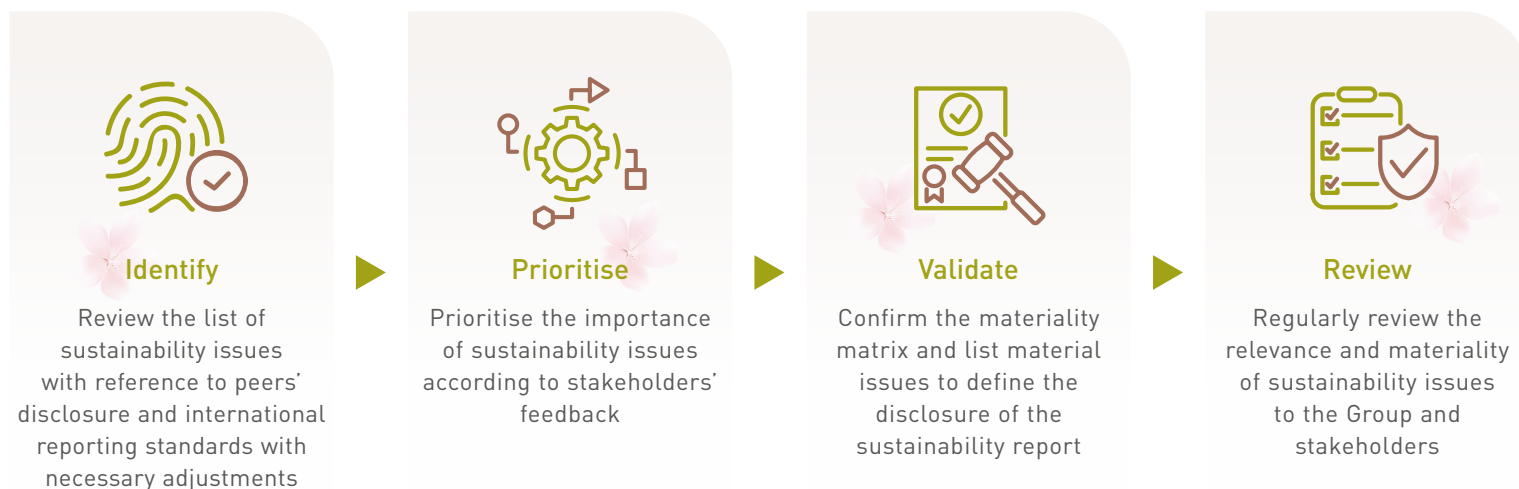 Identify
Review the list of
sustainability issues
with reference to peers’
disclosure and international
reporting standards with
necessary adjustments
Prioritise
Prioritise the importance
of sustainability issues
according to stakeholders’
feedback
Validate
Confirm the materiality
matrix and list material
issues to define the
disclosure of the
sustainability report
Review
Regularly review the
relevance and materiality
of sustainability issues
to the Group and
stakeholders